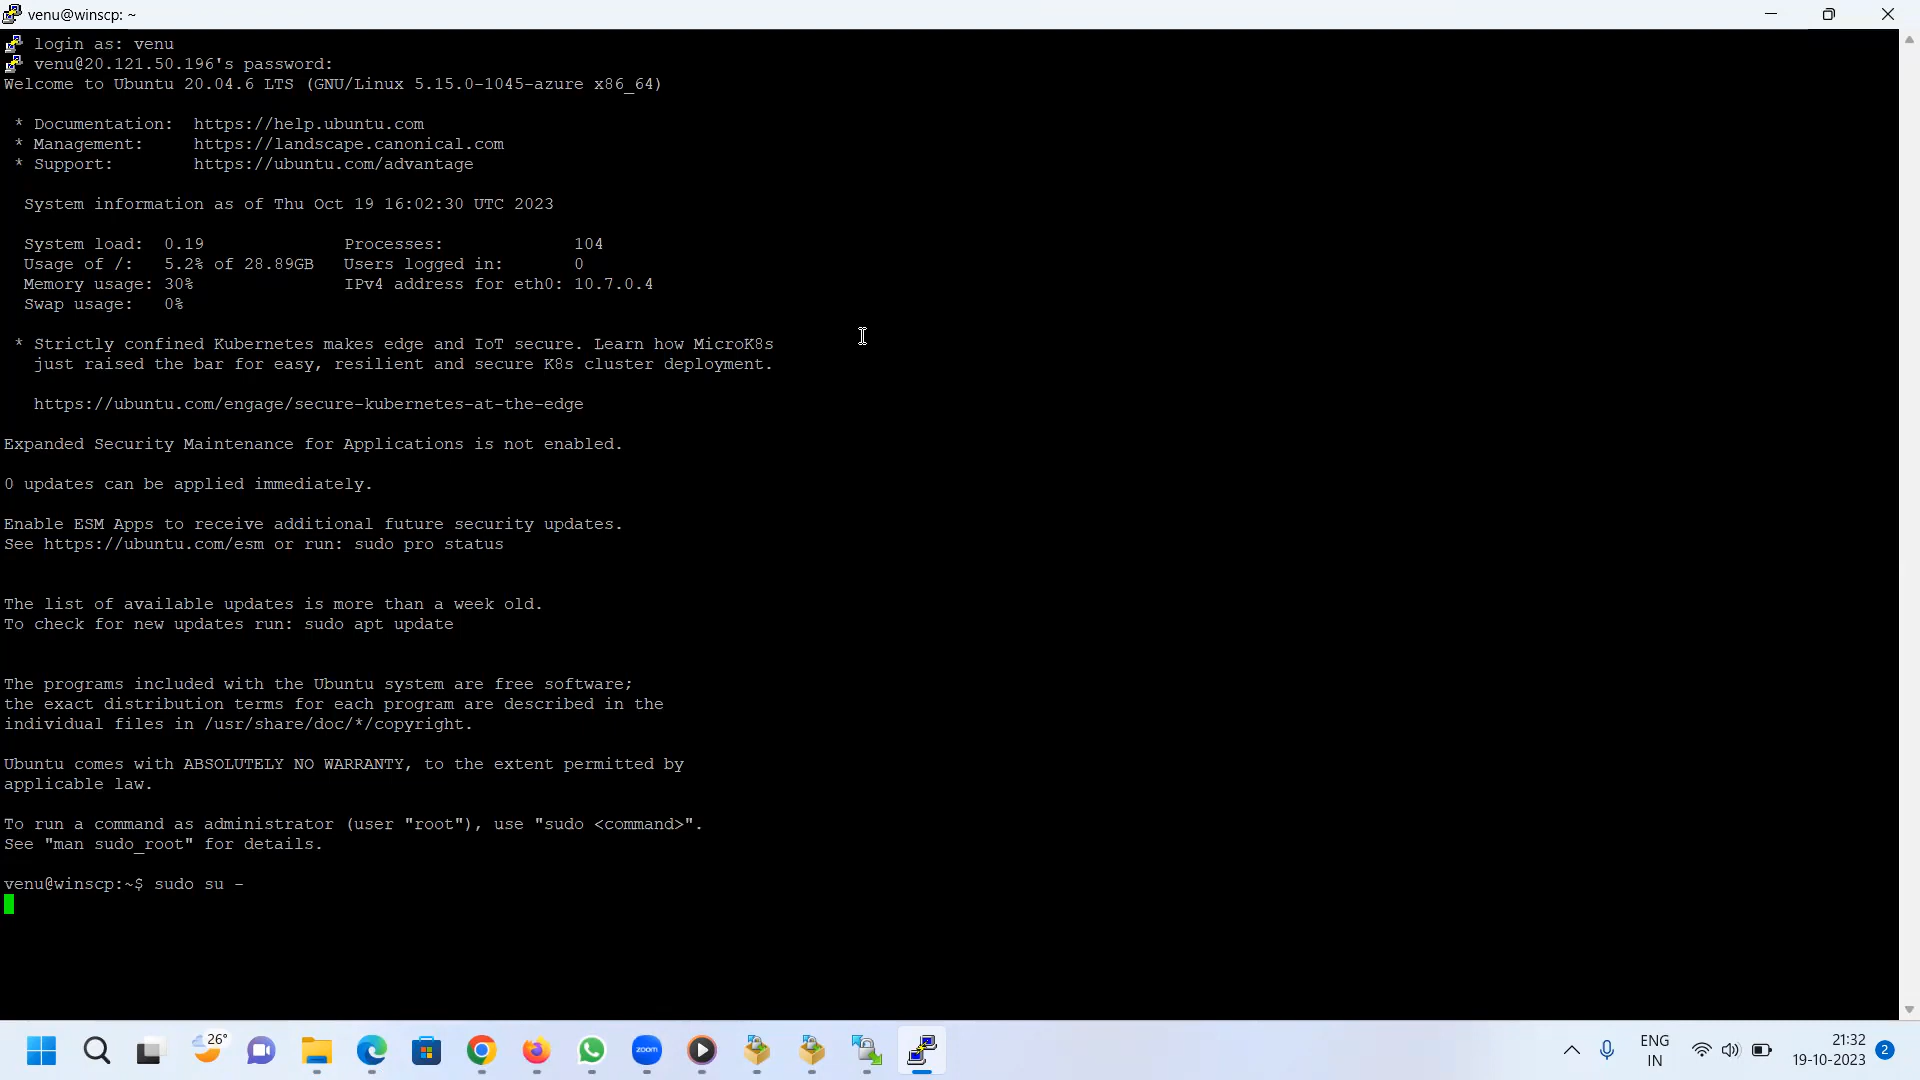 venu@winscp: ~
login as: venu
venu@20.121.50.196's password:
Welcome to Ubuntu 20.04.6 LTS (GNU/Linux 5.15.0-1045-azure x86_64)
* Documentation: https://help.ubuntu.com
* Management: https://landscape.canonical.com
* Support: https://ubuntu.com/advantage
System information as of Thu Oct 19 16:02:30 UTC 2023
System load: 0.19 Processes: 104
Usage of /: 5.2% of 28.89GB Users logged in: 0
Memory usage: 30% IPv4 address for eth0: 10.7.0.4
Swap usage: 0%
* Strictly confined Kubernetes makes edge and IoT secure. Learn how MicroK8s
just raised the bar for easy, resilient and secure K8s cluster deployment.
https://ubuntu.com/engage/secure-kubernetes-at-the-edge
Expanded Security Maintenance for Applications is not enabled.
0 updates can be applied immediately.
Enable ESM Apps to receive additional future security updates.
See https://ubuntu.com/esm or run: sudo pro status
The list of available updates is more than a week old.
To check for new updates run: sudo apt update
The programs included with the Ubuntu system are free software;
the exact distribution terms for each program are described in the
individual files in /usr/share/doc/*/copyright.
Ubuntu comes with ABSOLUTELY NO WARRANTY, to the extent permitted by
applicable law.
To run a command as administrator (user "root"), use "sudo <command>".
See "man sudo_root" for details.
venu@winscp:~$ sudo su -
26°
zoom
ENG
IN
21:32
19-10-2023
2